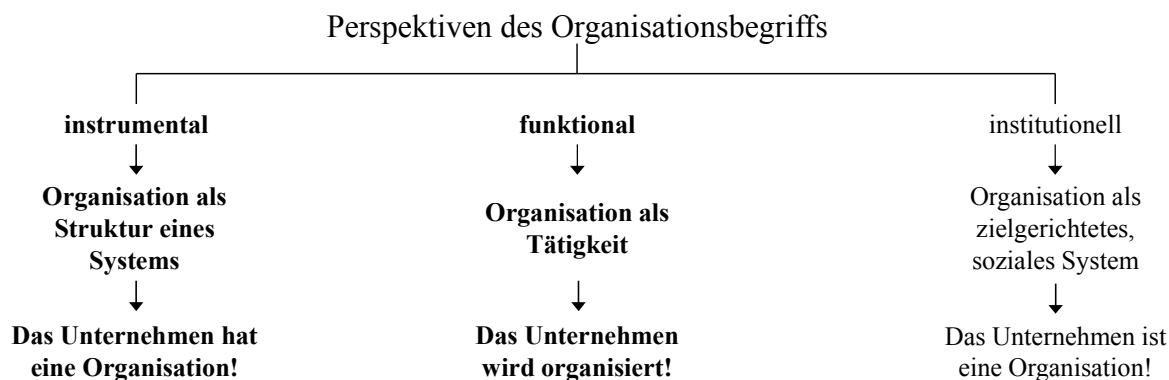 Perspektiven des Organisationsbegriffs
instrumental
Organisation als
Struktur eines
Systems
Das Unternehmen hat
eine Organisation!
funktional
Organisation als
Tätigkeit
Das Unternehmen
wird organisiert!
institutionell
Organisation als
zielgerichtetes,
soziales System
Das Unternehmen ist
eine Organisation!